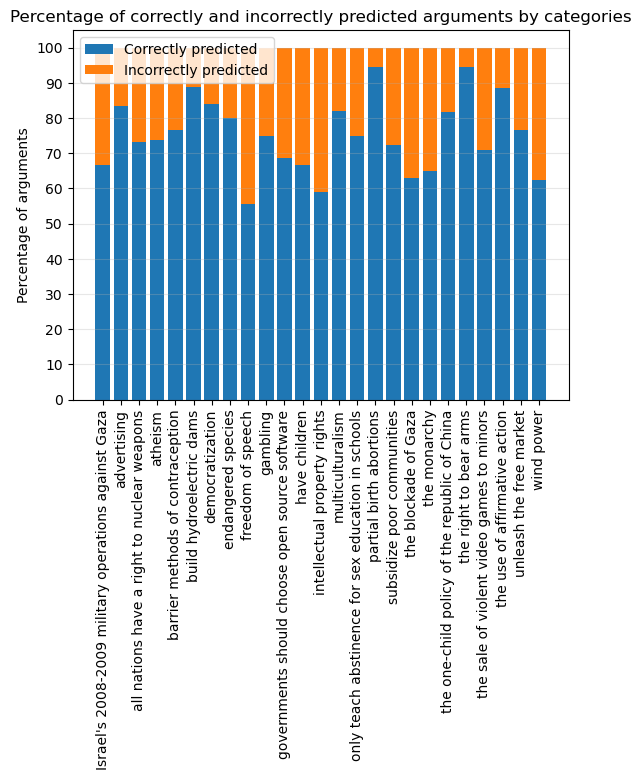 Percentage of correctly and incorrectly predicted arguments by categories
Correctly predicted
Incorrectly predicted
Percentage of arguments
100
90
80
70
60
50
40
30
20
10
0
Israel's 2008-2009 military operations against Gaza
advertising
all nations have a right to nuclear weapons
atheism
barrier methods of contraception
build hydroelectric dams
democratization
endangered species
freedom of speech
gambling
governments should choose open source software
have children
intellectual property rights
multiculturalism
only teach abstinence for sex education in schools
partial birth abortions
subsidize poor communities
the blockade of Gaza
the monarchy
the one-child policy of the republic of China
the right to bear arms
the sale of violent video games to minors
the use of affirmative action
unleash the free market
wind power